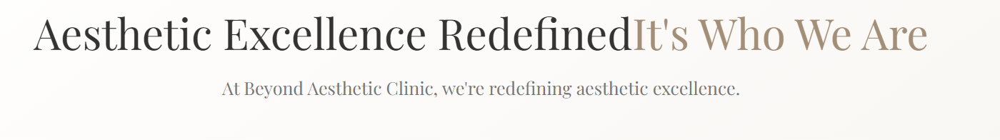 Aesthetic Excellence RedefinedIt's Who We Are
At Beyond Aesthetic Clinic, we're redefining aesthetic excellence.